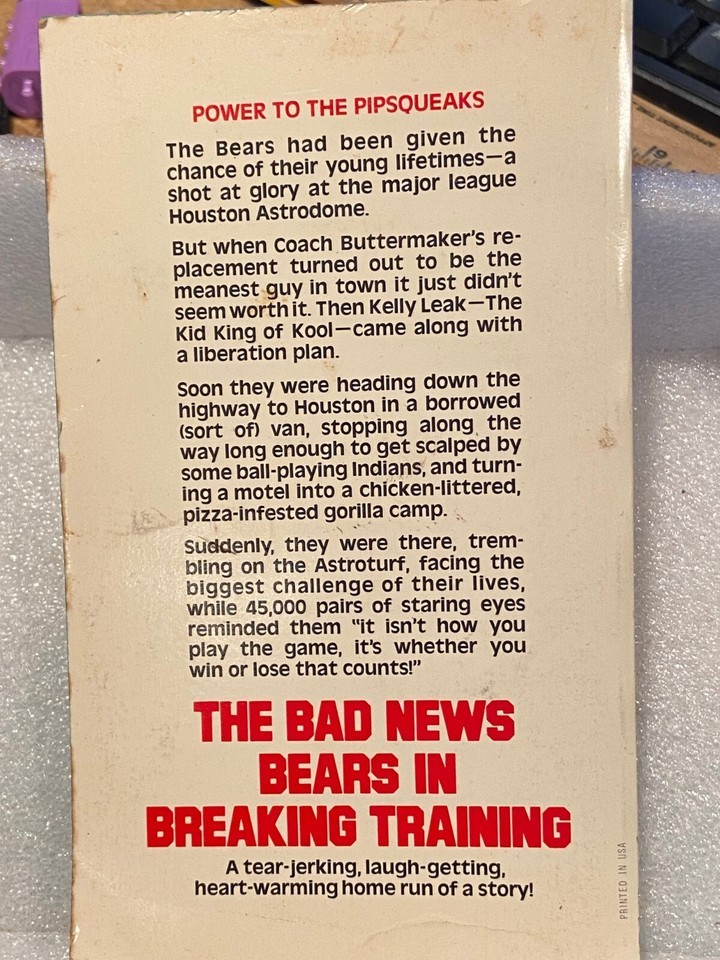 POWER TO THE PIPSQUEAKS
The Bears had been given the
chance of their young lifetimes—a
shot at glory at the major league
Houston Astrodome.
But when Coach Buttermaker's re-
placement turned out to be the
meanest guy in town it just didn't
seem worth it. Then Kelly Leak—The
Kid King of Kool—came along with
a liberation plan.
Soon they were heading down the
highway to Houston in a borrowed
(sort of) van, stopping along the
way long enough to get scalped by
some ball-playing Indians, and turn-
ing a motel into a chicken-littered,
pizza-infested gorilla camp.
Suddenly, they were there, trem-
bling on the Astroturf, facing the
biggest challenge of their lives,
while 45,000 pairs of staring eyes
reminded them "it isn't how you
play the game, it's whether you
win or lose that counts!"
THE BAD NEWS
BEARS IN
BREAKING TRAINING
A tear-jerking, laugh-getting,
heart-warming home run of a story!
PRINTED IN USA